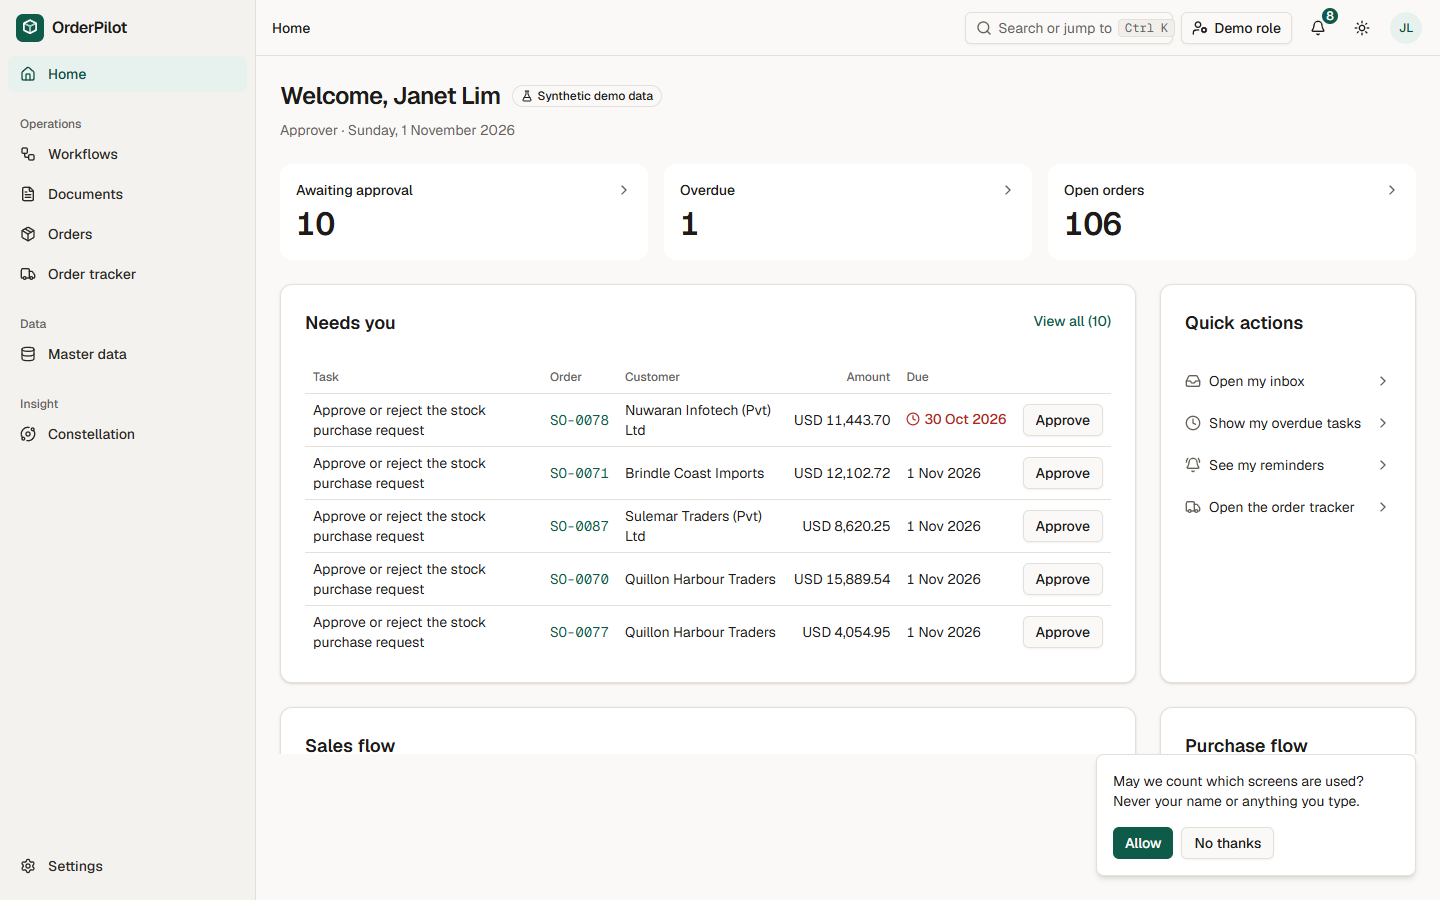 OrderPilot
Home
Search or jump to
Ctrl K
Demo role
8
JL
Home
Operations
Workflows
Documents
Orders
Order tracker
Data
Master data
Insight
Constellation
Settings
Welcome, Janet Lim
Synthetic demo data
Approver · Sunday, 1 November 2026
Awaiting approval
10
Overdue
1
Open orders
106
Needs you
View all (10)
Task Order Customer Amount Due
Approve or reject the stock
purchase request
SO-0078
Nuwaran Infotech (Pvt)
Ltd
USD 11,443.70
30 Oct 2026
Approve
Approve or reject the stock
purchase request
SO-0071
Brindle Coast Imports
USD 12,102.72
1 Nov 2026
Approve
Approve or reject the stock
purchase request
SO-0087
Sulemar Traders (Pvt)
Ltd
USD 8,620.25
1 Nov 2026
Approve
Approve or reject the stock
purchase request
SO-0070
Quillon Harbour Traders
USD 15,889.54
1 Nov 2026
Approve
Approve or reject the stock
purchase request
SO-0077
Quillon Harbour Traders
USD 4,054.95
1 Nov 2026
Approve
Quick actions
Open my inbox
Show my overdue tasks
See my reminders
Open the order tracker
Sales flow
Purchase flow
May we count which screens are used?
Never your name or anything you type.
Allow
No thanks